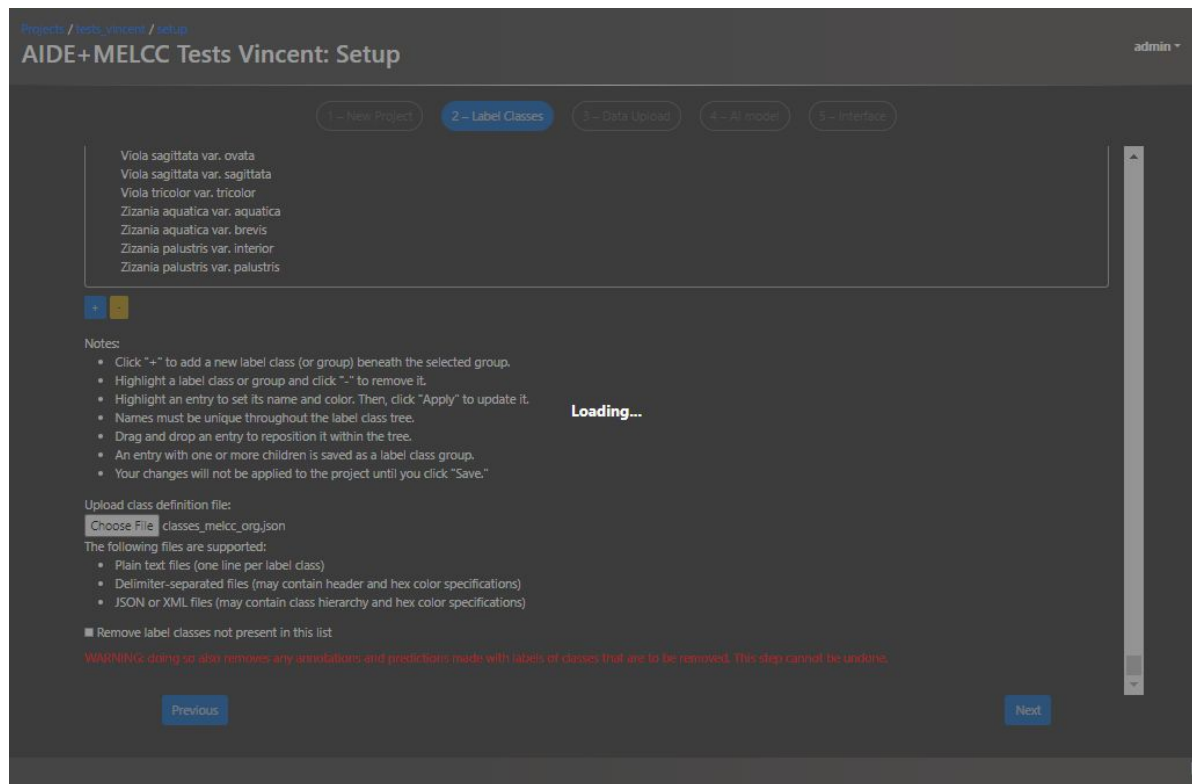 Projects / tests_vincent / setup
AIDE+MELCC Tests Vincent: Setup
admin
1 – New Project
2 – Label Classes
3 – Data Upload
4 – AI model
5 – Interface
Viola sagittata var. ovata
Viola sagittata var. sagittata
Viola tricolor var. tricolor
Zizania aquatica var. aquatica
Zizania aquatica var. brevis
Zizania palustris var. interior
Zizania palustris var. palustris
+ -
Notes:
• Click "+" to add a new label class (or group) beneath the selected group.
• Highlight a label class or group and click "-" to remove it.
• Highlight an entry to set its name and color. Then, click "Apply" to update it.
Loading...
• Names must be unique throughout the label class tree.
• Drag and drop an entry to reposition it within the tree.
• An entry with one or more children is saved as a label class group.
• Your changes will not be applied to the project until you click "Save."
Upload class definition file:
Choose File classes_melcc_org.json
The following files are supported:
• Plain text files (one line per label class)
• Delimiter-separated files (may contain header and hex color specifications)
• JSON or XML files (may contain class hierarchy and hex color specifications)
Remove label classes not present in this list
WARNING: doing so also removes any annotations and predictions made with labels of classes that are to be removed. This step cannot be undone.
Previous
Next